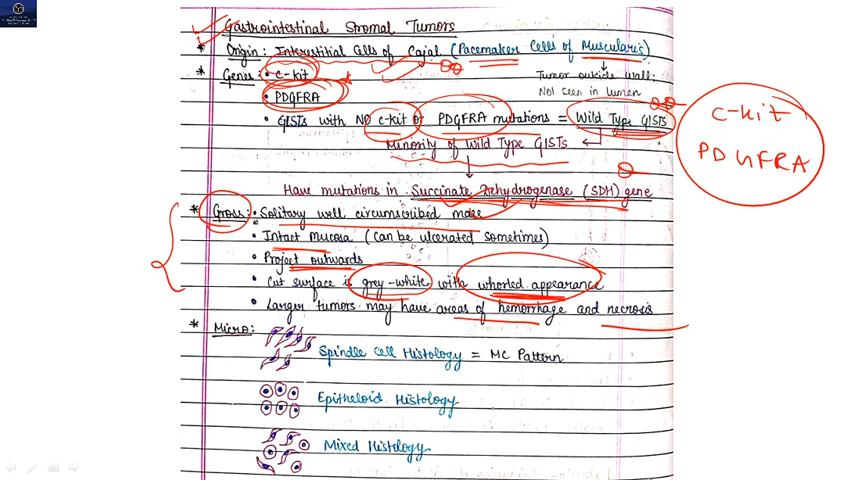 Gastrointestinal Stromal Tumors
* Origin: Interstitial Cells of Cajal (Pacemaker Cells of Muscularis)
* Genes: • c-kit
Tumor outside wall:
Not seen in lumen
• PDGFRA
• GISTs with NO c-kit or PDGFRA mutations = Wild Type GISTs
c-kit
PDGFRA
Minority of Wild Type GISTs
Have mutations in Succinate Dehydrogenase (SDH) gene
* Gross: • Solitary well circumscribed mass
• Intact mucosa (can be ulcerated sometimes)
• Project outwards
• Cut surface is grey-white with whorled appearance
• Larger tumors may have areas of hemorrhage and necrosis
* Micro:
Spindle Cell Histology = MC Pattern
Epitheloid Histology
Mixed Histology